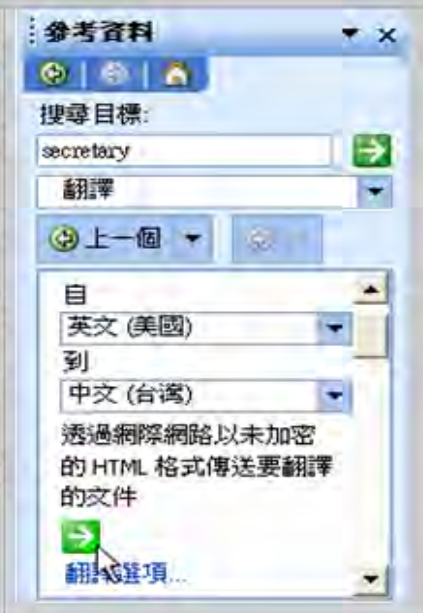 參考資料
搜尋目標:
secretary
翻譯
上一個
自
英文 (美國)
到
中文 (台灣)
透過網際網路以未加密
的 HTML 格式傳送要翻譯
的文件
翻譯選項...